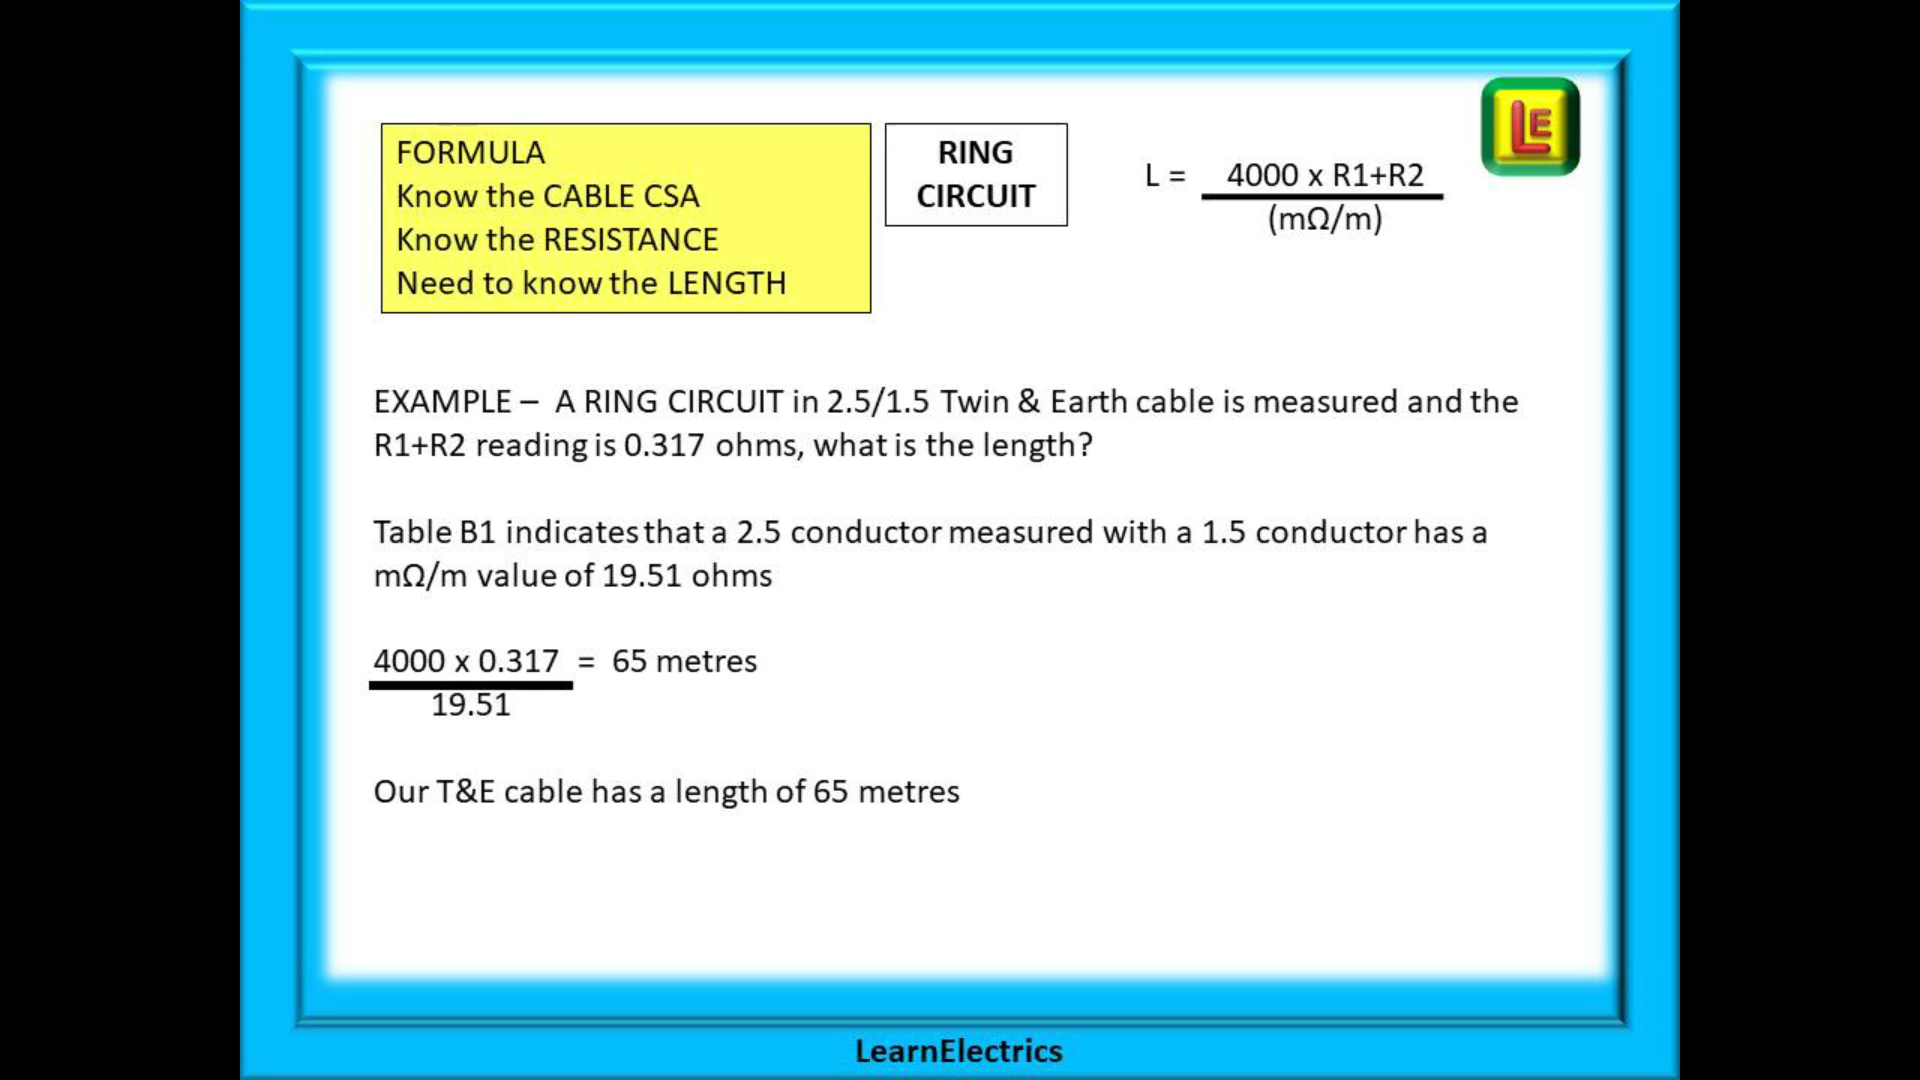 FORMULA
Know the CABLE CSA
Know the RESISTANCE
Need to know the LENGTH
RING
CIRCUIT
L = 4000 x R1+R2
(mΩ/m)
LE
EXAMPLE – A RING CIRCUIT in 2.5/1.5 Twin & Earth cable is measured and the
R1+R2 reading is 0.317 ohms, what is the length?
Table B1 indicates that a 2.5 conductor measured with a 1.5 conductor has a
mΩ/m value of 19.51 ohms
4000 x 0.317 = 65 metres
19.51
Our T&E cable has a length of 65 metres
LearnElectrics